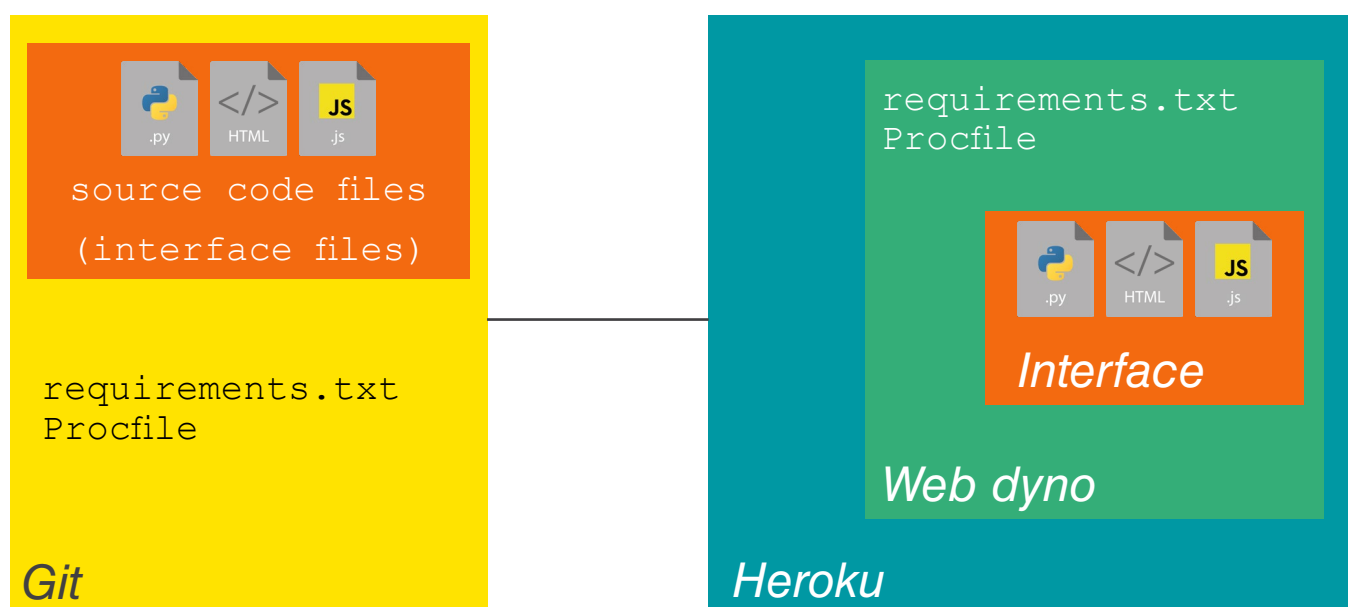 .py
HTML
JS
.js
source code files
(interface files)
requirements.txt
Procfile
Git
requirements.txt
Procfile
</>
.py
HTML
JS
.js
Interface
Web dyno
Heroku